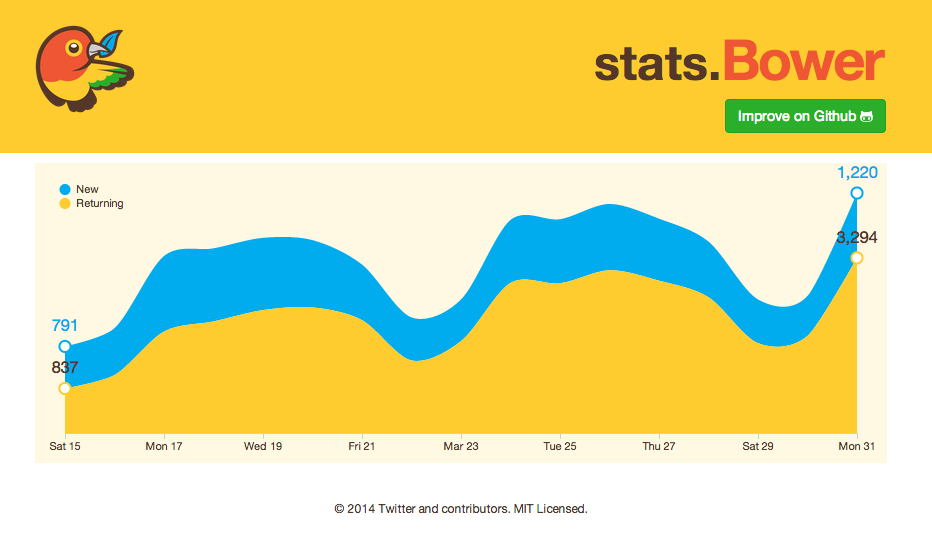 stats.Bower
Improve on Github
New
Returning
1,220
3,294
791
837
Sat 15 Mon 17 Wed 19 Fri 21 Mar 23 Tue 25 Thu 27 Sat 29 Mon 31
© 2014 Twitter and contributors. MIT Licensed.